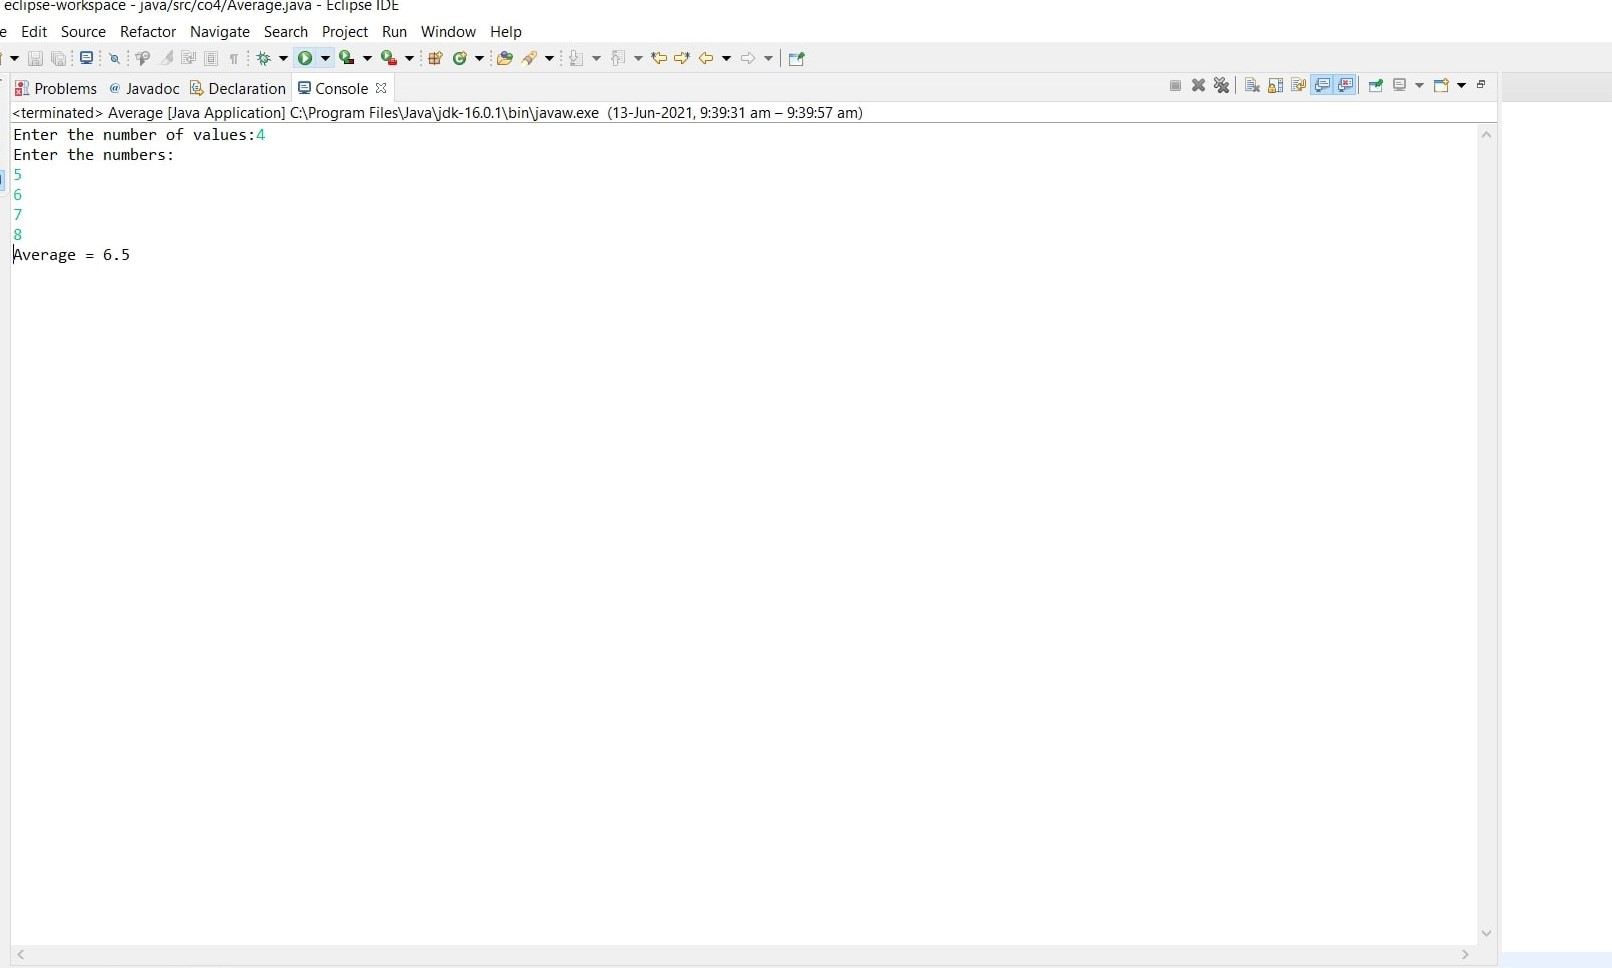 eclipse-workspace - java/src/co4/Average.java - Eclipse IDE
e Edit Source Refactor Navigate Search Project Run Window Help
Problems @ Javadoc Declaration Console
<terminated> Average [Java Application] C:\Program Files\Java\jdk-16.0.1\bin\javaw.exe (13-Jun-2021, 9:39:31 am – 9:39:57 am)
Enter the number of values:4
Enter the numbers:
5
6
7
8
Average = 6.5